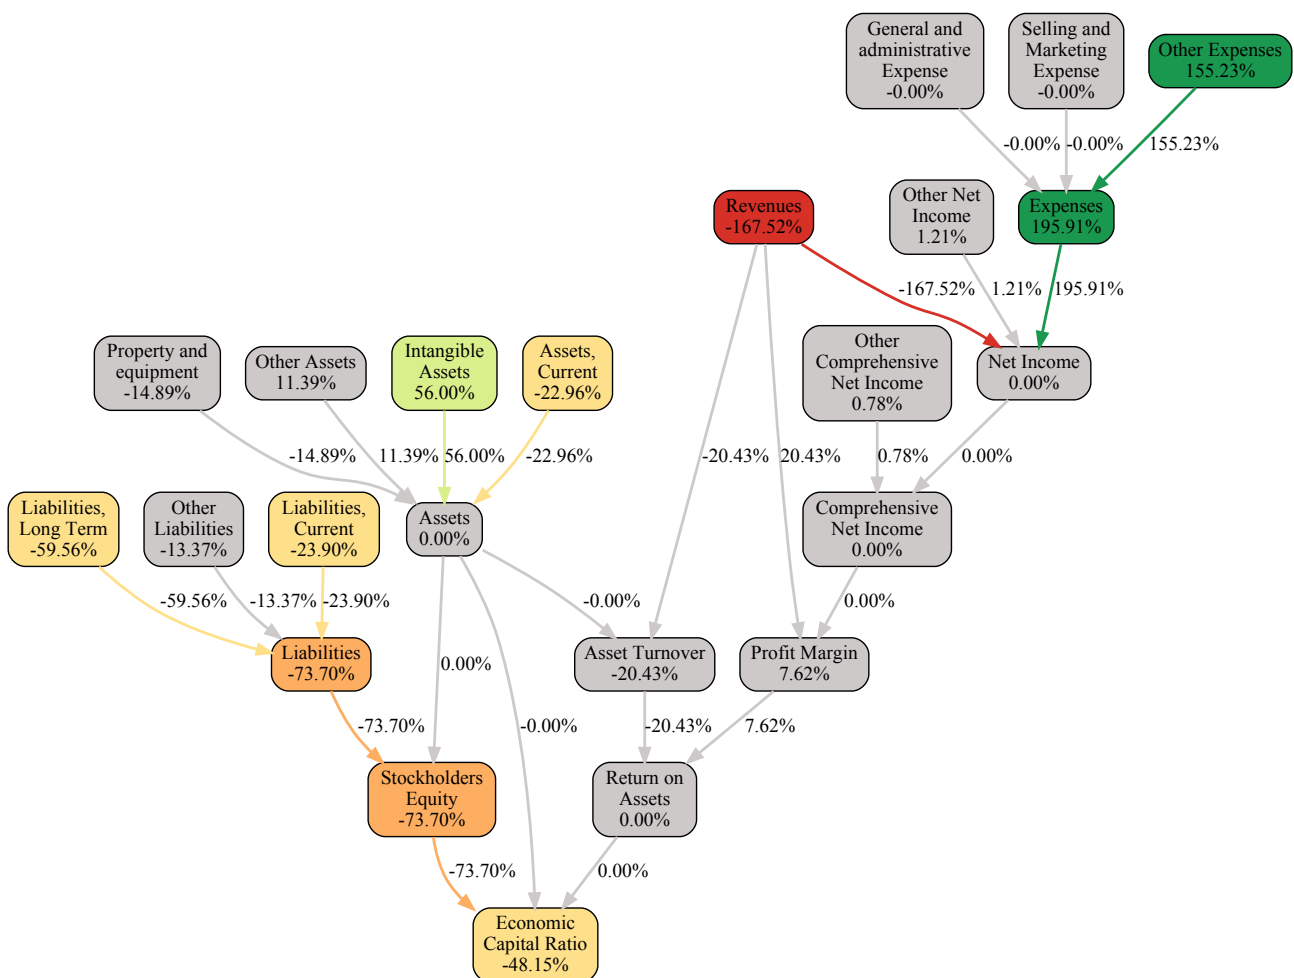 General and
administrative
Expense
-0.00%
Selling and
Marketing
Expense
-0.00%
Other Expenses
155.23%
-0.00%
-0.00%
155.23%
Revenues
-167.52%
Other Net
Income
1.21%
Expenses
195.91%
-167.52%
1.21%
195.91%
Property and
equipment
-14.89%
Other Assets
11.39%
Intangible
Assets
56.00%
Assets,
Current
-22.96%
Other
Comprehensive
Net Income
0.78%
Net Income
0.00%
-14.89%
11.39%
56.00%
-22.96%
-20.43%
20.43%
0.78%
0.00%
Liabilities,
Long Term
-59.56%
Other
Liabilities
-13.37%
Liabilities,
Current
-23.90%
Assets
0.00%
Comprehensive
Net Income
0.00%
-59.56%
-13.37%
-23.90%
-0.00%
0.00%
Liabilities
-73.70%
0.00%
Asset Turnover
-20.43%
Profit Margin
7.62%
-73.70%
-0.00%
-20.43%
7.62%
Stockholders
Equity
-73.70%
Return on
Assets
0.00%
-73.70%
0.00%
Economic
Capital Ratio
-48.15%